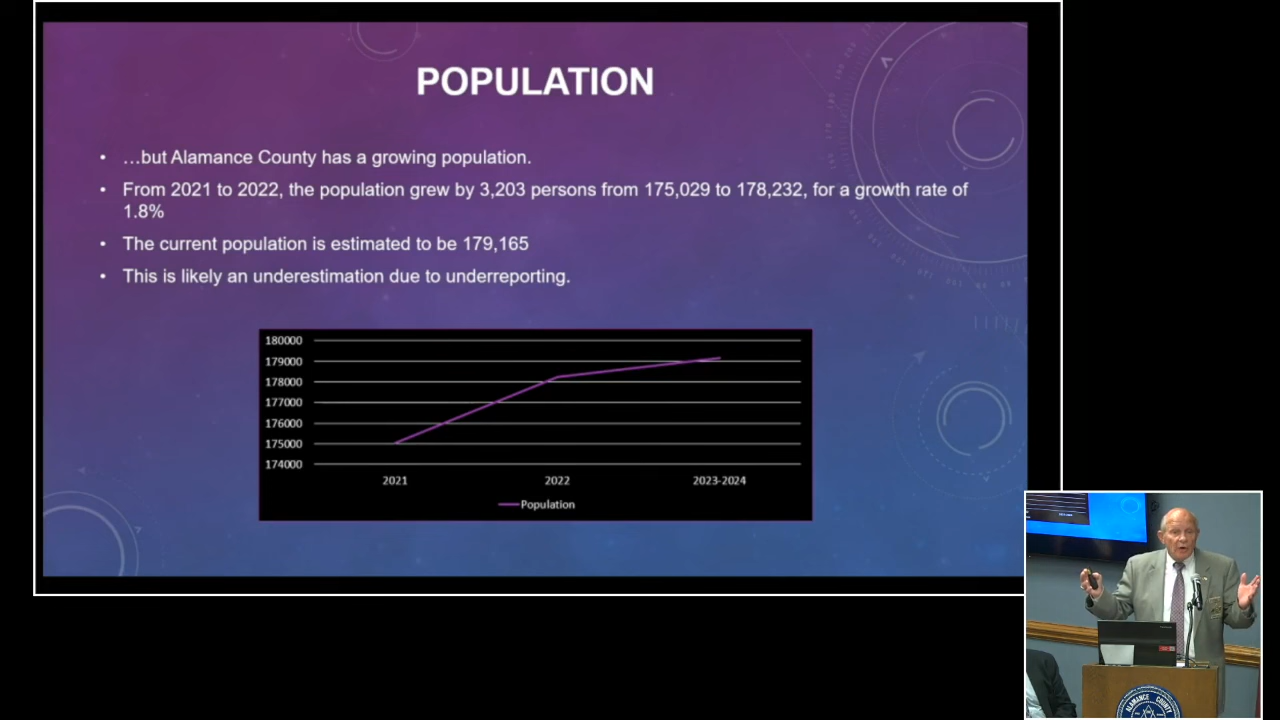 POPULATION
• …but Alamance County has a growing population.
• From 2021 to 2022, the population grew by 3,203 persons from 175,029 to 178,232, for a growth rate of
1.8%
• The current population is estimated to be 179,165
• This is likely an underestimation due to underreporting.
180000
179000
178000
177000
176000
175000
174000
2021 2022 2023-2024
Population
ALAMANCE COUNTY